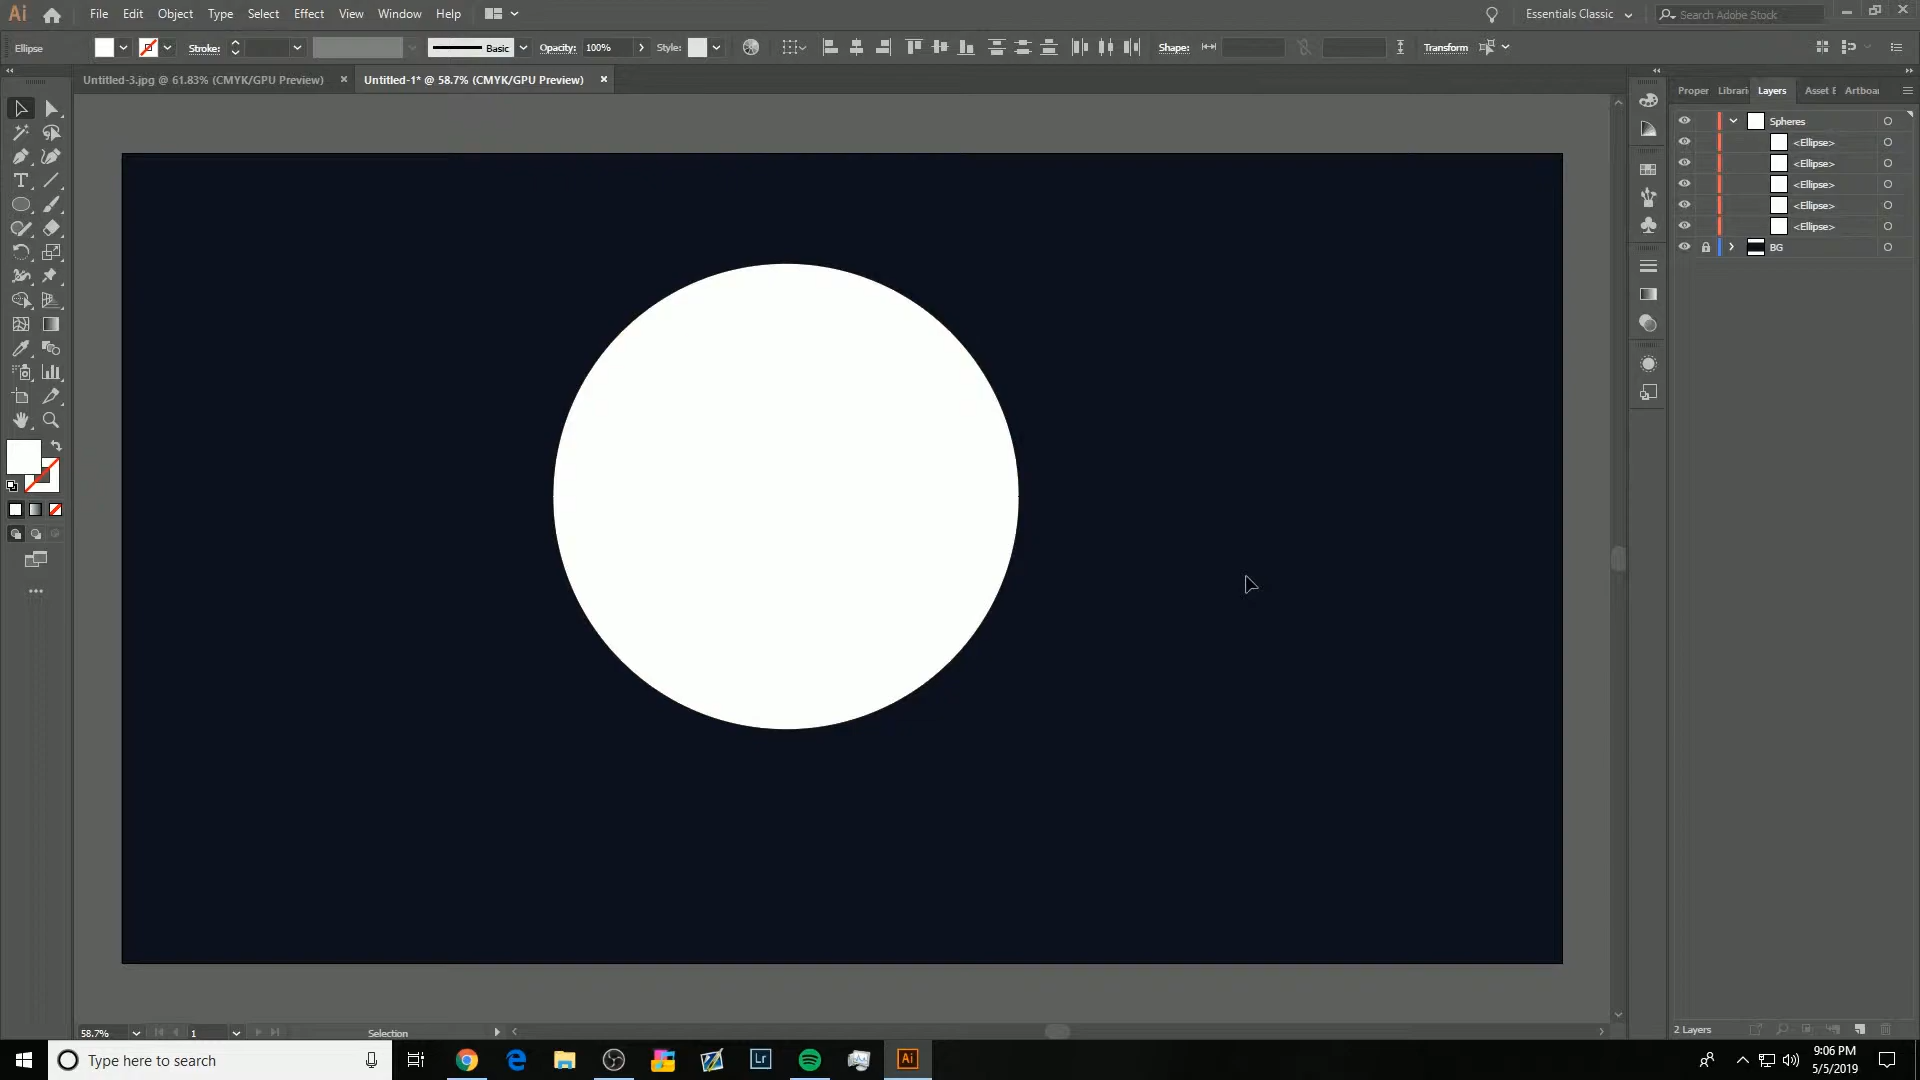 Ai File Edit Object Type Select Effect View Window Help Essentials Classic Search Adobe Stock
Ellipse Stroke: Basic Opacity: 100% Style: Shape: Transform
Untitled-3.jpg @ 61.83% (CMYK/GPU Preview) × Untitled-1* @ 58.7% (CMYK/GPU Preview) ×
Proper Librari Layers Asset E Artboar
Spheres
<Ellipse>
<Ellipse>
<Ellipse>
<Ellipse>
<Ellipse>
BG
58.7% 1 Selection
2 Layers
Type here to search
Lr
Ai
9:06 PM
5/5/2019